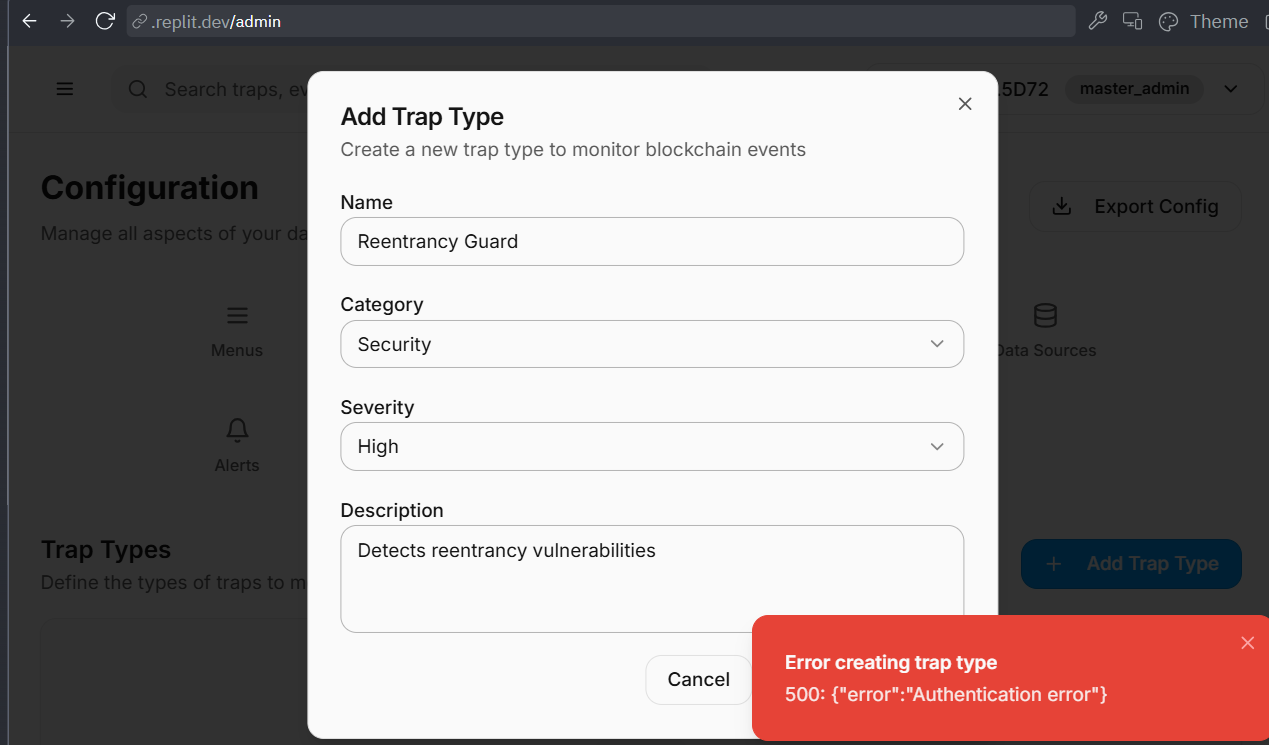 .replit.dev/admin
Theme
Search traps, ev
.5D72
master_admin
Configuration
Manage all aspects of your da
Export Config
Menus
Data Sources
Alerts
Trap Types
Define the types of traps to m
Add Trap Type
Add Trap Type
Create a new trap type to monitor blockchain events
Name
Reentrancy Guard
Category
Security
Severity
High
Description
Detects reentrancy vulnerabilities
Cancel
Error creating trap type
500: {"error":"Authentication error"}